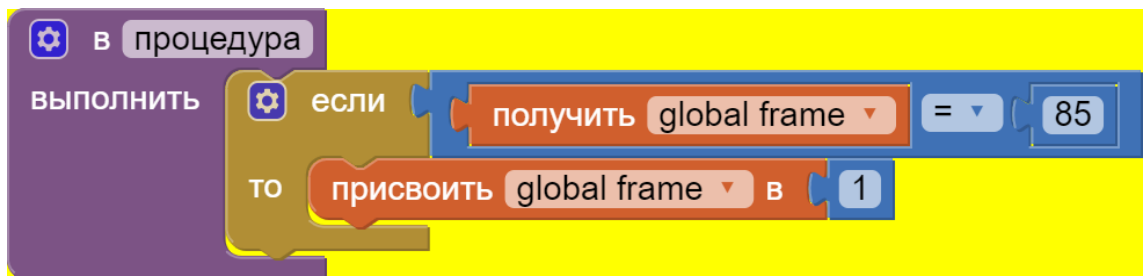 в процедура
выполнить если получить global frame = 85
то присвоить global frame в 1